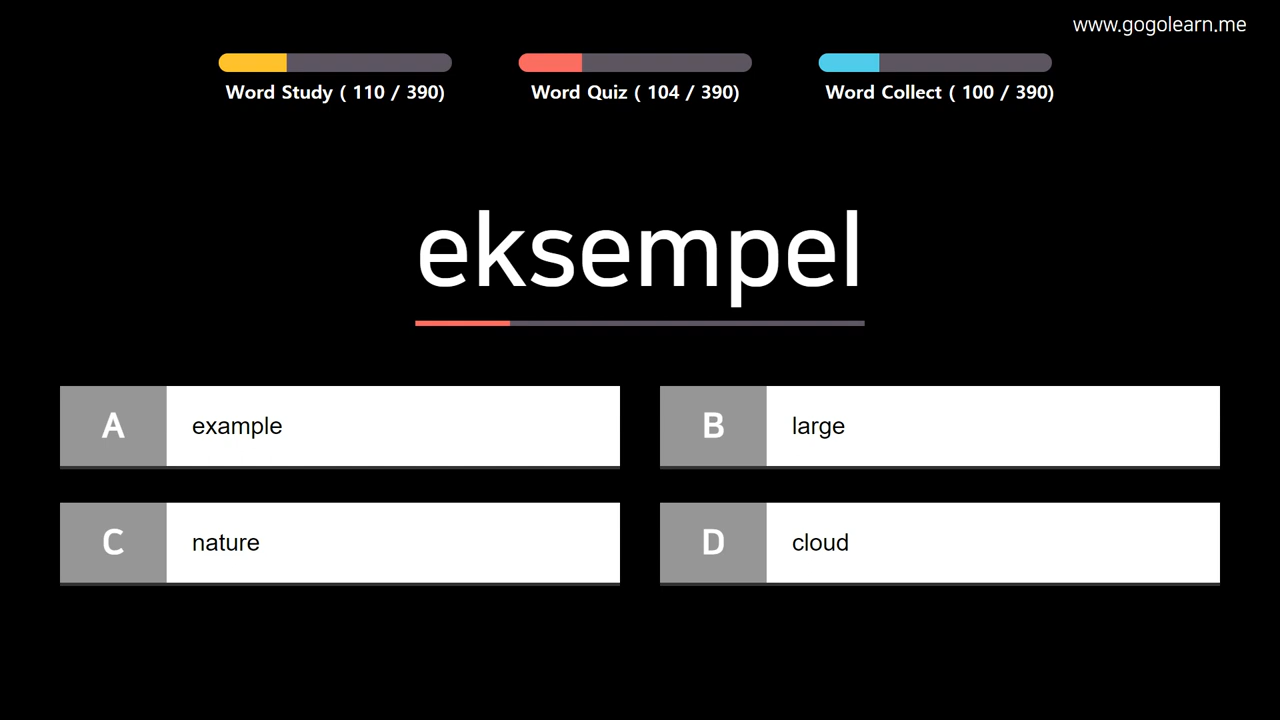 www.gogolearn.me
Word Study ( 110 / 390)
Word Quiz ( 104 / 390)
Word Collect ( 100 / 390)
eksempel
A example
B large
C nature
D cloud